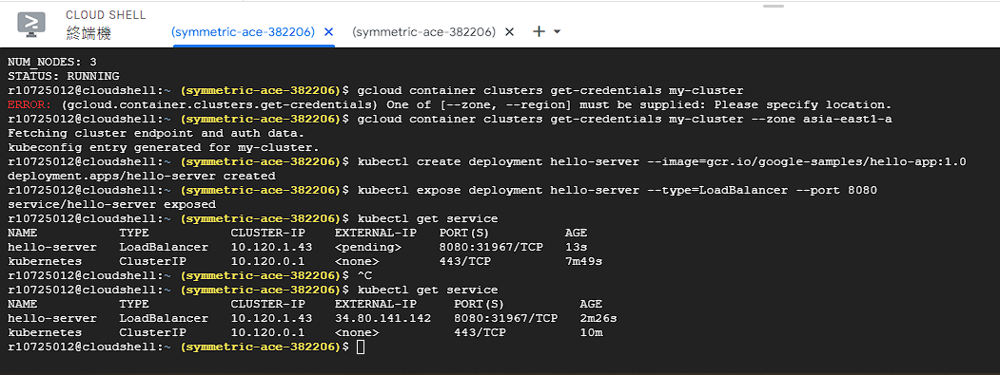 CLOUD SHELL
終端機
(symmetric-ace-382206) ✕ (symmetric-ace-382206) ✕ + ▾
NUM_NODES: 3
STATUS: RUNNING
r10725012@cloudshell:~ (symmetric-ace-382206)$ gcloud container clusters get-credentials my-cluster
ERROR: (gcloud.container.clusters.get-credentials) One of [--zone, --region] must be supplied: Please specify location.
r10725012@cloudshell:~ (symmetric-ace-382206)$ gcloud container clusters get-credentials my-cluster --zone asia-east1-a
Fetching cluster endpoint and auth data.
kubeconfig entry generated for my-cluster.
r10725012@cloudshell:~ (symmetric-ace-382206)$ kubectl create deployment hello-server --image=gcr.io/google-samples/hello-app:1.0
deployment.apps/hello-server created
r10725012@cloudshell:~ (symmetric-ace-382206)$ kubectl expose deployment hello-server --type=LoadBalancer --port 8080
service/hello-server exposed
r10725012@cloudshell:~ (symmetric-ace-382206)$ kubectl get service
NAME TYPE CLUSTER-IP EXTERNAL-IP PORT(S) AGE
hello-server LoadBalancer 10.120.1.43 <pending> 8080:31967/TCP 13s
kubernetes ClusterIP 10.120.0.1 <none> 443/TCP 7m49s
r10725012@cloudshell:~ (symmetric-ace-382206)$ ^C
r10725012@cloudshell:~ (symmetric-ace-382206)$ kubectl get service
NAME TYPE CLUSTER-IP EXTERNAL-IP PORT(S) AGE
hello-server LoadBalancer 10.120.1.43 34.80.141.142 8080:31967/TCP 2m26s
kubernetes ClusterIP 10.120.0.1 <none> 443/TCP 10m
r10725012@cloudshell:~ (symmetric-ace-382206)$